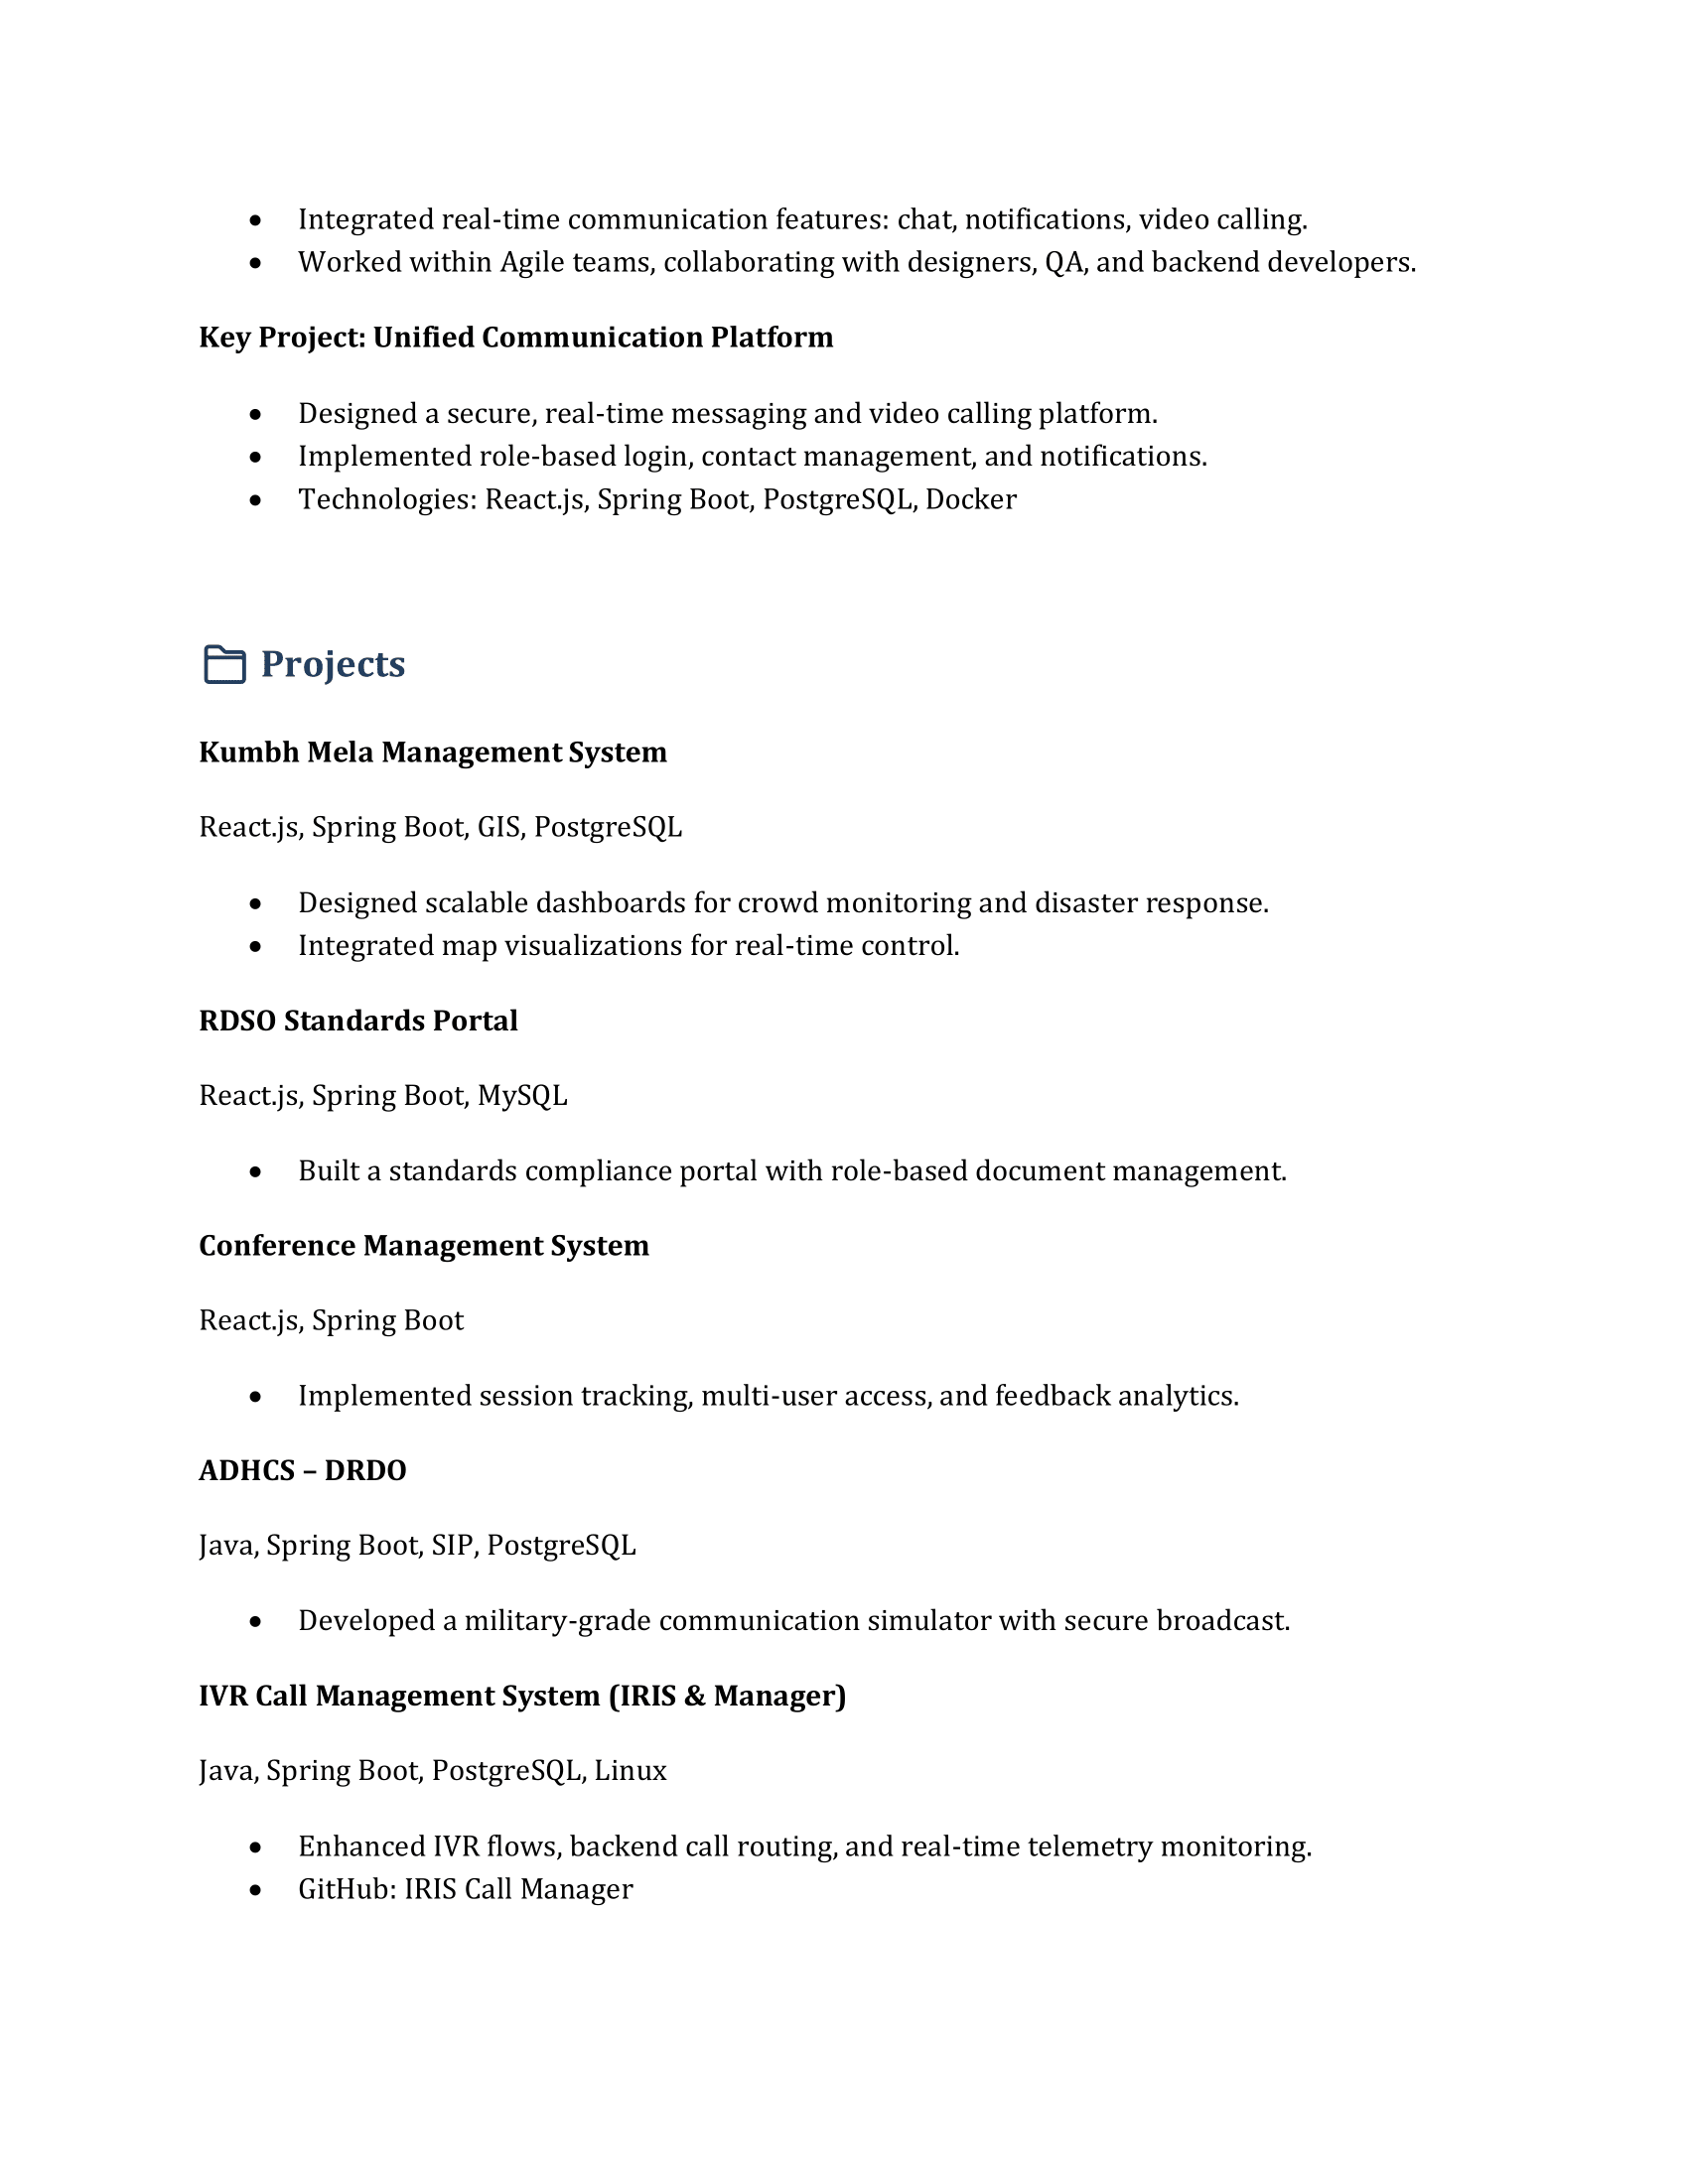 • Integrated real-time communication features: chat, notifications, video calling.
• Worked within Agile teams, collaborating with designers, QA, and backend developers.
Key Project: Unified Communication Platform
• Designed a secure, real-time messaging and video calling platform.
• Implemented role-based login, contact management, and notifications.
• Technologies: React.js, Spring Boot, PostgreSQL, Docker
Projects
Kumbh Mela Management System
React.js, Spring Boot, GIS, PostgreSQL
• Designed scalable dashboards for crowd monitoring and disaster response.
• Integrated map visualizations for real-time control.
RDSO Standards Portal
React.js, Spring Boot, MySQL
• Built a standards compliance portal with role-based document management.
Conference Management System
React.js, Spring Boot
• Implemented session tracking, multi-user access, and feedback analytics.
ADHCS – DRDO
Java, Spring Boot, SIP, PostgreSQL
• Developed a military-grade communication simulator with secure broadcast.
IVR Call Management System (IRIS & Manager)
Java, Spring Boot, PostgreSQL, Linux
• Enhanced IVR flows, backend call routing, and real-time telemetry monitoring.
• GitHub: IRIS Call Manager